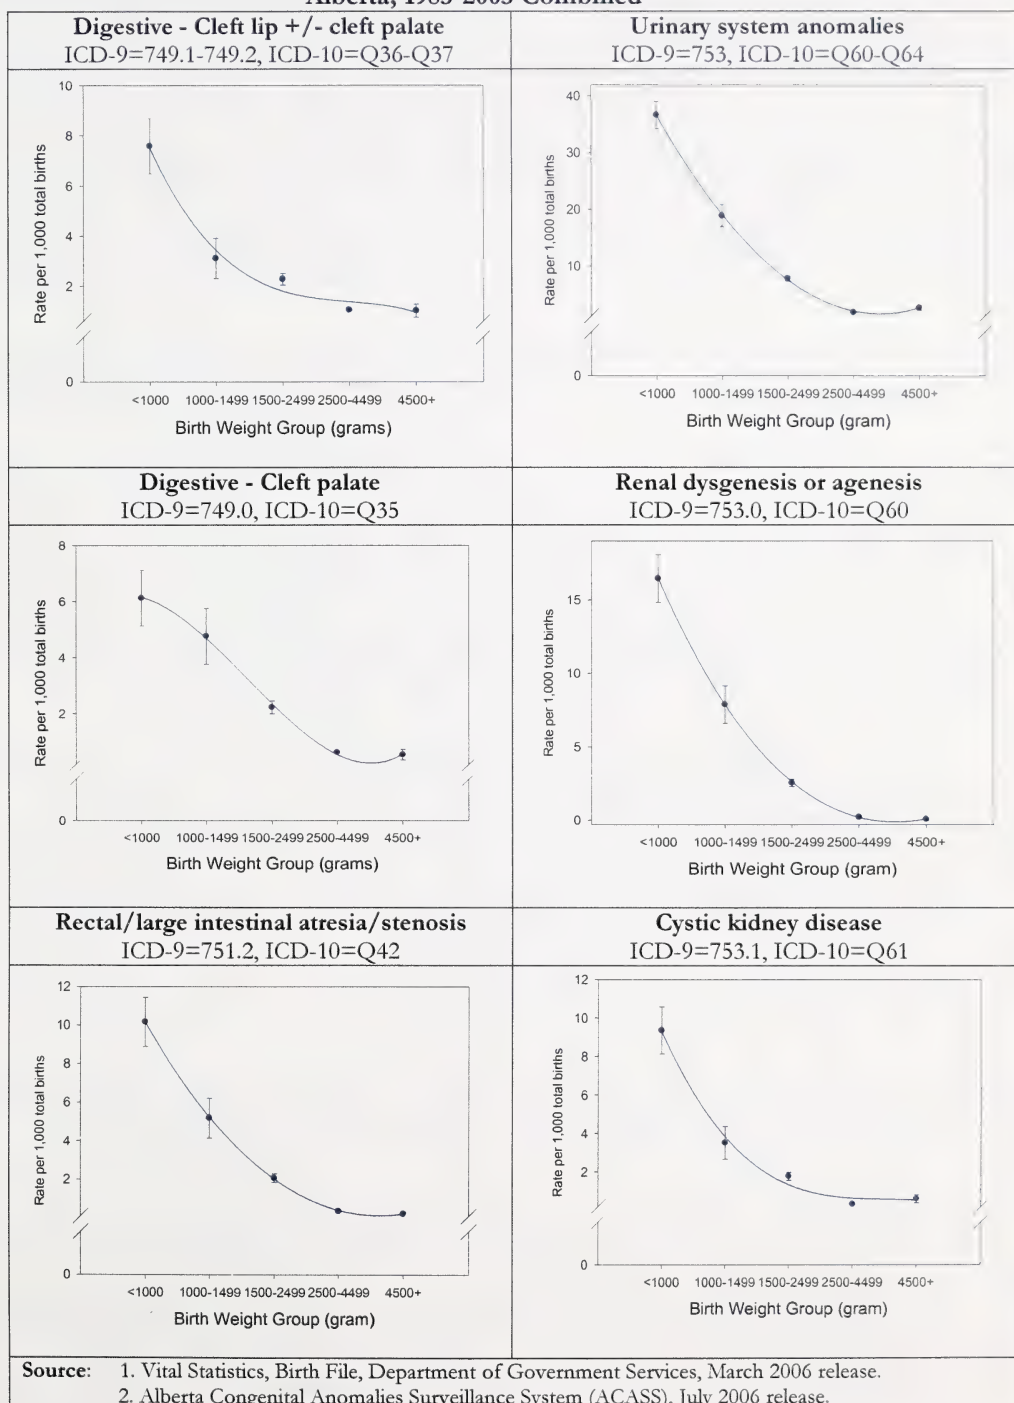 Alberta, 1983-2003 Combined
Digestive - Cleft lip +/- cleft palate
ICD-9=749.1-749.2, ICD-10=Q36-Q37
Rate per 1,000 total births
10
8
6
4
2
0
<1000 1000-1499 1500-2499 2500-4499 4500+
Birth Weight Group (grams)
Urinary system anomalies
ICD-9=753, ICD-10=Q60-Q64
Rate per 1,000 total births
40
30
20
10
0
<1000 1000-1499 1500-2499 2500-4499 4500+
Birth Weight Group (gram)
Digestive - Cleft palate
ICD-9=749.0, ICD-10=Q35
Rate per 1,000 total births
8
6
4
2
0
<1000 1000-1499 1500-2499 2500-4499 4500+
Birth Weight Group (grams)
Renal dysgenesis or agenesis
ICD-9=753.0, ICD-10=Q60
Rate per 1,000 total births
15
10
5
0
<1000 1000-1499 1500-2499 2500-4499 4500+
Birth Weight Group (gram)
Rectal/large intestinal atresia/stenosis
ICD-9=751.2, ICD-10=Q42
Rate per 1,000 total births
12
10
8
6
4
2
0
<1000 1000-1499 1500-2499 2500-4499 4500+
Birth Weight Group (gram)
Cystic kidney disease
ICD-9=753.1, ICD-10=Q61
Rate per 1,000 total births
12
10
8
6
4
2
0
<1000 1000-1499 1500-2499 2500-4499 4500+
Birth Weight Group (gram)
Source: 1. Vital Statistics, Birth File, Department of Government Services, March 2006 release.
2. Alberta Congenital Anomalies Surveillance System (ACASS), July 2006 release.